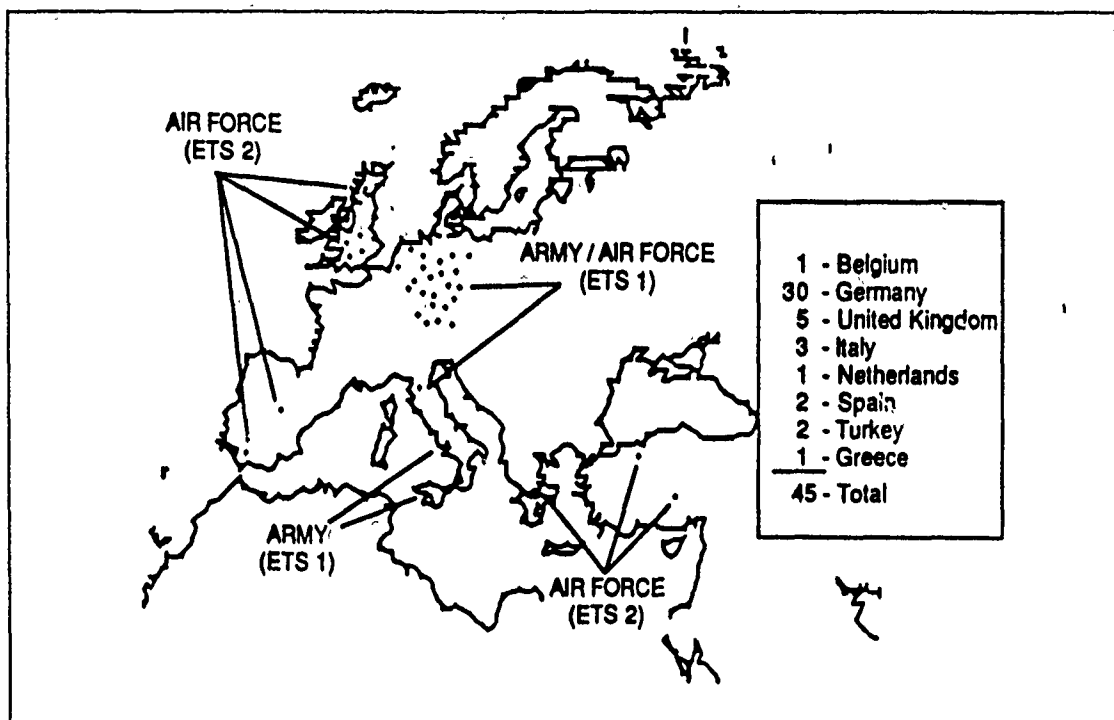 AIR FORCE
(ETS 2)
ARMY / AIR FORCE
(ETS 1)
1 - Belgium
30 - Germany
5 - United Kingdom
3 - Italy
1 - Netherlands
2 - Spain
2 - Turkey
1 - Greece
45 - Total
ARMY
(ETS 1)
AIR FORCE
(ETS 2)